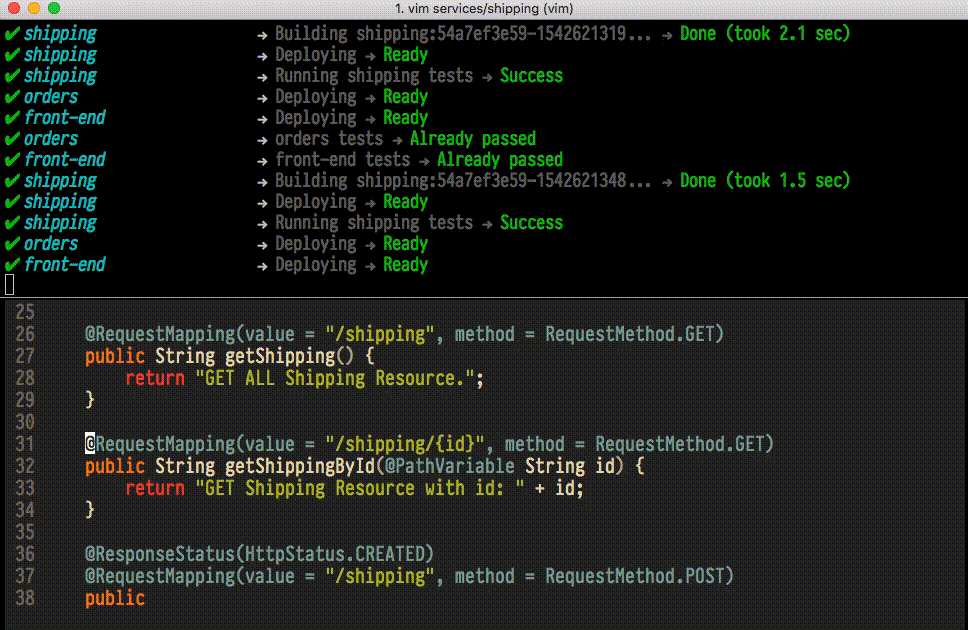 1. vim services/shipping (vim)
✔ shipping → Building shipping:54a7ef3e59-1542621319... → Done (took 2.1 sec)
✔ shipping → Deploying → Ready
✔ shipping → Running shipping tests → Success
✔ orders → Deploying → Ready
✔ front-end → Deploying → Ready
✔ orders → orders tests → Already passed
✔ front-end → front-end tests → Already passed
✔ shipping → Building shipping:54a7ef3e59-1542621348... → Done (took 1.5 sec)
✔ shipping → Deploying → Ready
✔ shipping → Running shipping tests → Success
✔ orders → Deploying → Ready
✔ front-end → Deploying → Ready
25
26     @RequestMapping(value = "/shipping", method = RequestMethod.GET)
27     public String getShipping() {
28         return "GET ALL Shipping Resource.";
29     }
30
31     @RequestMapping(value = "/shipping/{id}", method = RequestMethod.GET)
32     public String getShippingById(@PathVariable String id) {
33         return "GET Shipping Resource with id: " + id;
34     }
35
36     @ResponseStatus(HttpStatus.CREATED)
37     @RequestMapping(value = "/shipping", method = RequestMethod.POST)
38     public